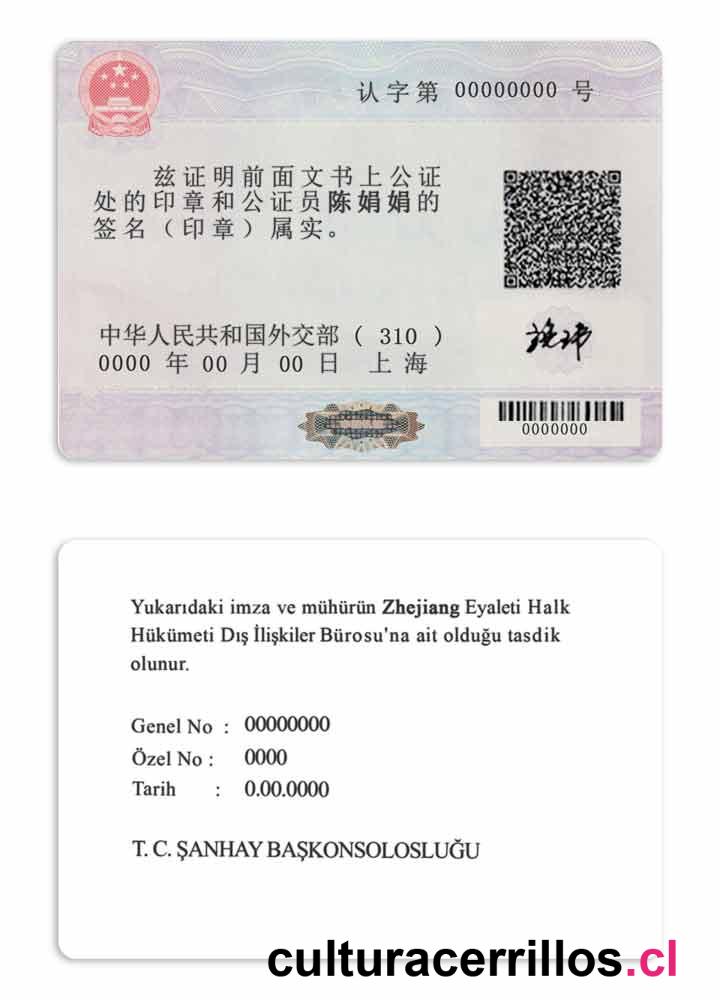 认字第 00000000 号
兹证明前面文书上公证
处的印章和公证员陈娟娟的
签名（印章）属实。
中华人民共和国外交部 ( 310 )
0000 年 00 月 00 日 上海
0000000
Yukarıdaki imza ve mühürün Zhejiang Eyaleti Halk
Hükümeti Dış İlişkiler Bürosu'na ait olduğu tasdik
olunur.
Genel No : 00000000
Özel No : 0000
Tarih : 0.00.0000
T. C. ŞANHAY BAŞKONSOLOSLUĞU
culturacerrillos.cl